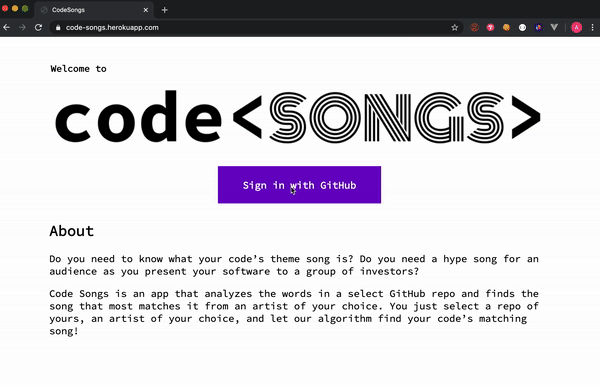 CodeSongs
code-songs.herokuapp.com
A
Welcome to
code<SONGS>
Sign in with GitHub
About
Do you need to know what your code’s theme song is? Do you need a hype song for an
audience as you present your software to a group of investors?
Code Songs is an app that analyzes the words in a select GitHub repo and finds the
song that most matches it from an artist of your choice. You just select a repo of
yours, an artist of your choice, and let our algorithm find your code’s matching
song!